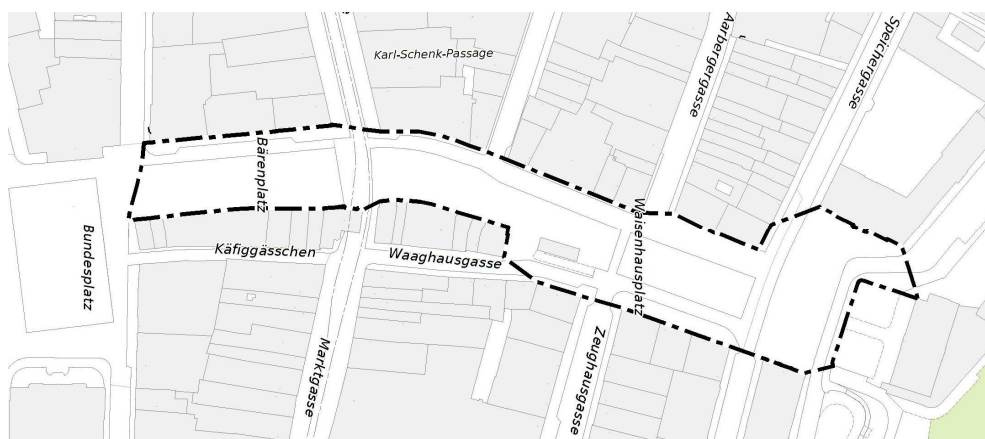 Karl-Schenk-Passage
Aarbergergasse
Speichergasse
Bärenplatz
Waisenhausplatz
Bundesplatz
Käfiggässchen
Waaghausgasse
Marktgasse
Zeughausgasse